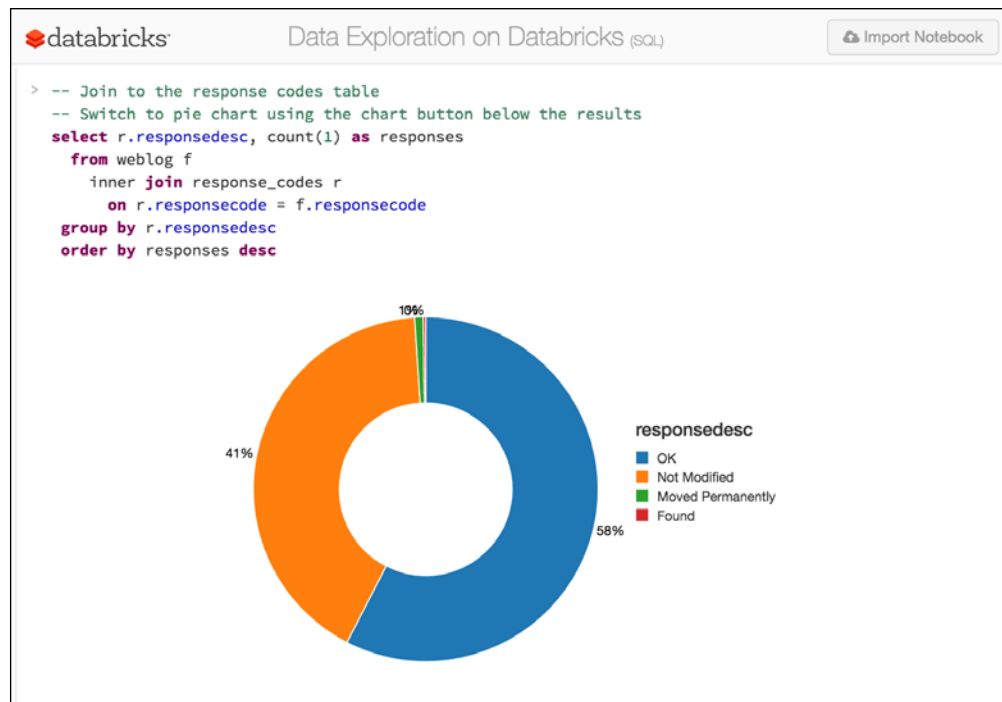 databricks Data Exploration on Databricks (SQL) Import Notebook
> -- Join to the response codes table
-- Switch to pie chart using the chart button below the results
select r.responsedesc, count(1) as responses
from weblog f
inner join response_codes r
on r.responsecode = f.responsecode
group by r.responsedesc
order by responses desc
41%
58%
responsedesc
OK
Not Modified
Moved Permanently
Found